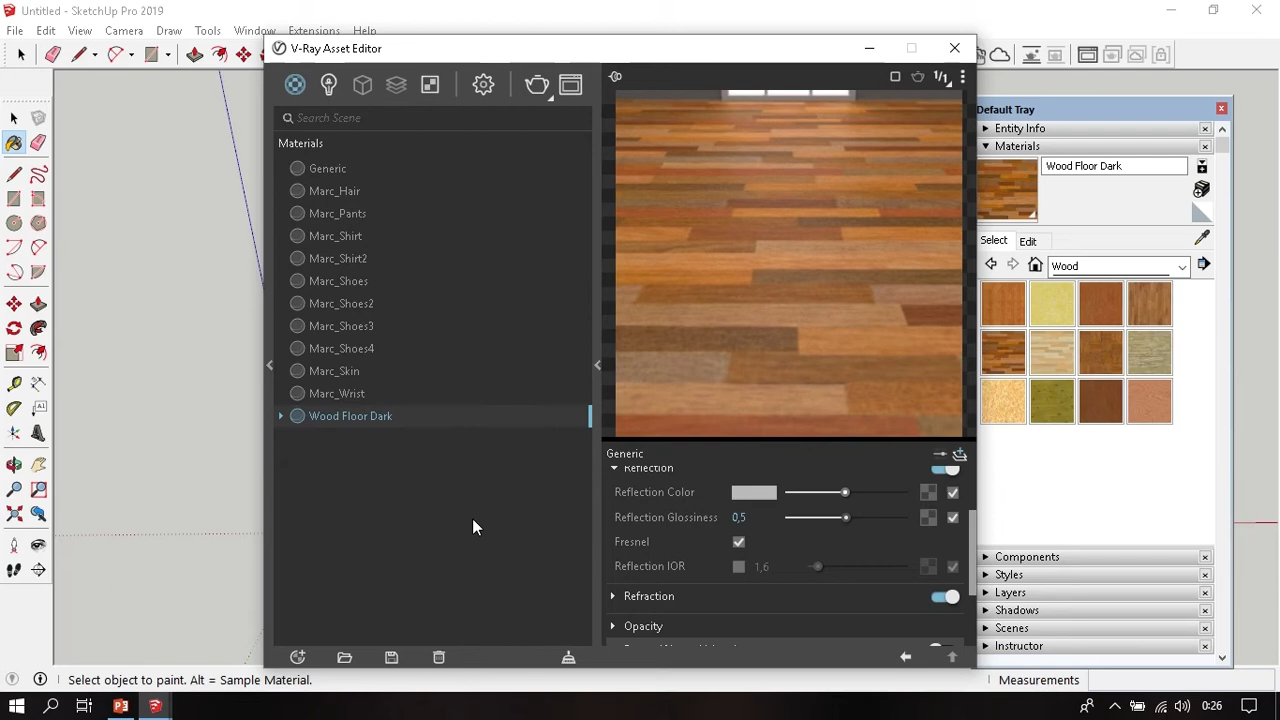 Untitled - SketchUp Pro 2019
File Edit View Camera Draw Tools Window Extensions Help
V-Ray Asset Editor
1/1
Search Scene
Materials
Generic
Marc_Hair
Marc_Pants
Marc_Shirt
Marc_Shirt2
Marc_Shoes
Marc_Shoes2
Marc_Shoes3
Marc_Shoes4
Marc_Skin
Marc_Wrist
Wood Floor Dark
Generic
Reflection
Reflection Color
Reflection Glossiness 0,5
Fresnel
Reflection IOR 1,6
Refraction
Opacity
Default Tray
Entity Info
Materials
Wood Floor Dark
Select Edit
Wood
Components
Styles
Layers
Shadows
Scenes
Instructor
Select object to paint. Alt = Sample Material.
Measurements
0:26